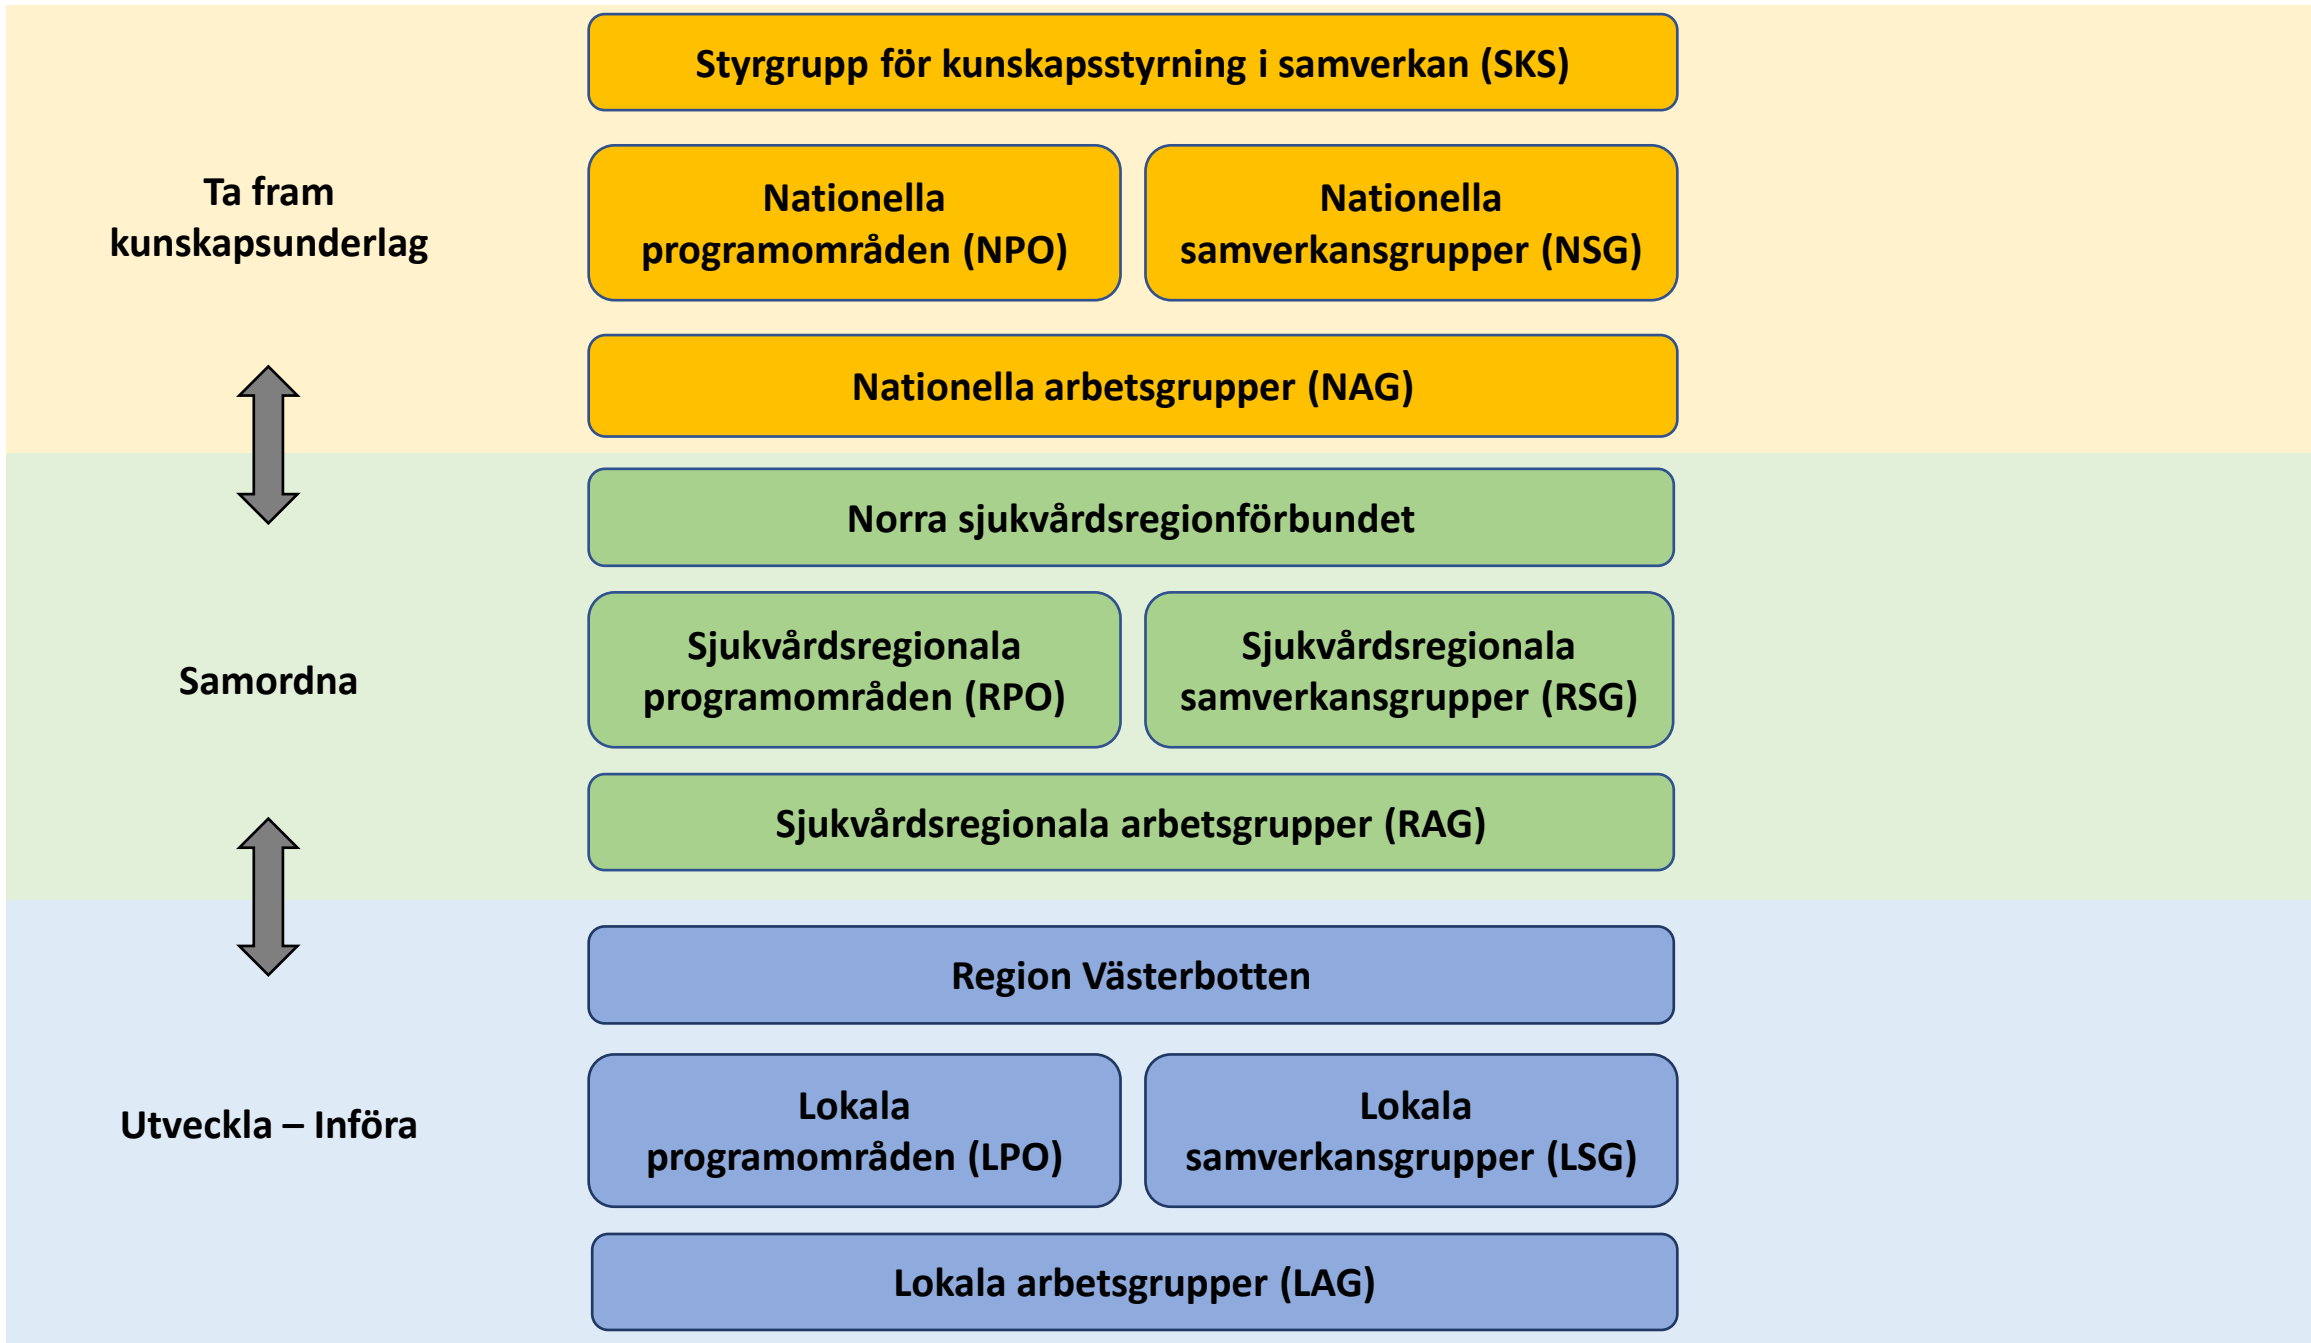 Styrgrupp för kunskapsstyrning i samverkan (SKS)
Ta fram
kunskapsunderlag
Nationella
programområden (NPO)
Nationella
samverkansgrupper (NSG)
Nationella arbetsgrupper (NAG)
Norra sjukvårdsregionförbundet
Samordna
Sjukvårdsregionala
programområden (RPO)
Sjukvårdsregionala
samverkansgrupper (RSG)
Sjukvårdsregionala arbetsgrupper (RAG)
Region Västerbotten
Utveckla – Införa
Lokala
programområden (LPO)
Lokala
samverkansgrupper (LSG)
Lokala arbetsgrupper (LAG)